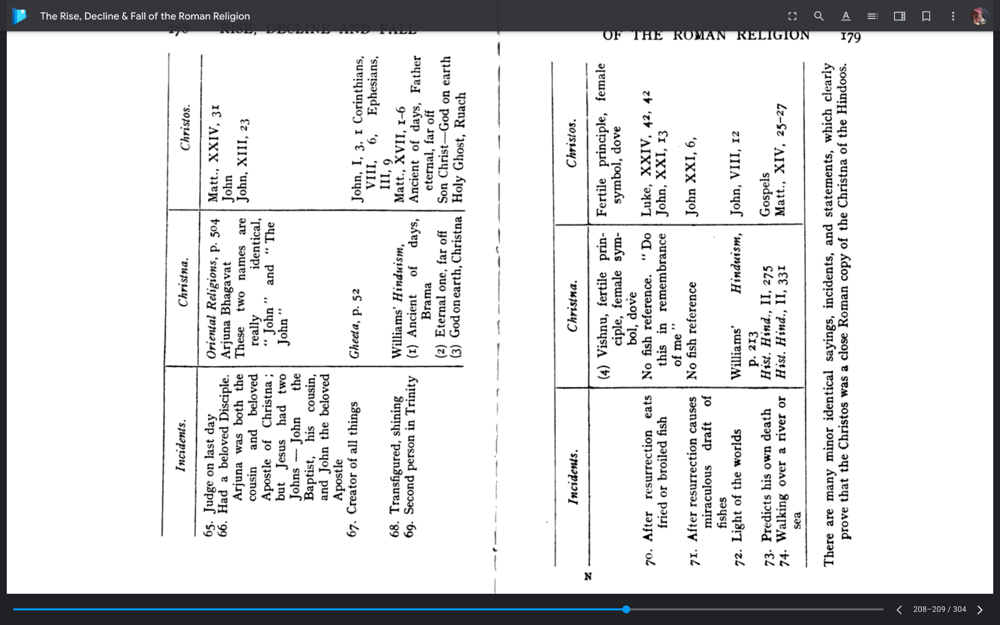 The Rise, Decline & Fall of the Roman Religion
178 RISE, DECLINE AND FALL
Incidents. Christna. Christos.
65. Judge on last day Oriental Religions, p. 504 Matt., XXIV, 31
66. Had a beloved Disciple. Arjuna Bhagavat John
Arjuna was both the These two names are John, XIII, 23
cousin and beloved really identical,
Apostle of Christna; “John” and “The
but Jesus had two John”
Johns — John the
Baptist, his cousin,
and John the beloved
Apostle
67. Creator of all things Gheeta, p. 52 John, I, 3, 1 Corinthians,
VIII, 6, Ephesians,
III, 9
68. Transfigured, shining Williams' Hinduism, Matt., XVII, 1-6
69. Second person in Trinity (1) Ancient of days, Ancient of days, Father
Brama eternal, far off
(2) Eternal one, far off Son Christ—God on earth
(3) God on earth, Christna Holy Ghost, Ruach
OF THE ROMAN RELIGION 179
Incidents. Christna. Christos.
(4) Vishnu, fertile prin- Fertile principle, female
ciple, female sym- symbol, dove
bol, dove
70. After resurrection eats No fish reference. “Do Luke, XXIV, 42, 42
fried or broiled fish this in remembrance John, XXI, 13
of me”
71. After resurrection causes No fish reference John XXI, 6,
miraculous draft of
fishes
72. Light of the worlds Williams' Hinduism, John, VIII, 12
p. 213
73. Predicts his own death Hist. Hind., II, 275 Gospels
74. Walking over a river or Hist. Hind., II, 331 Matt., XIV, 25-27
sea
There are many minor identical sayings, incidents, and statements, which clearly
prove that the Christos was a close Roman copy of the Christna of the Hindoos.
N
208–209 / 304